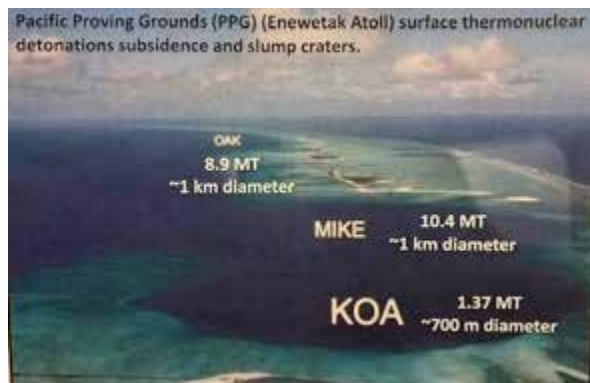 Pacific Proving Grounds (PPG) (Enewetak Atoll) surface thermonuclear
detonations subsidence and slump craters.
OAK
8.9 MT
~1 km diameter
MIKE
10.4 MT
~1 km diameter
KOA
1.37 MT
~700 m diameter